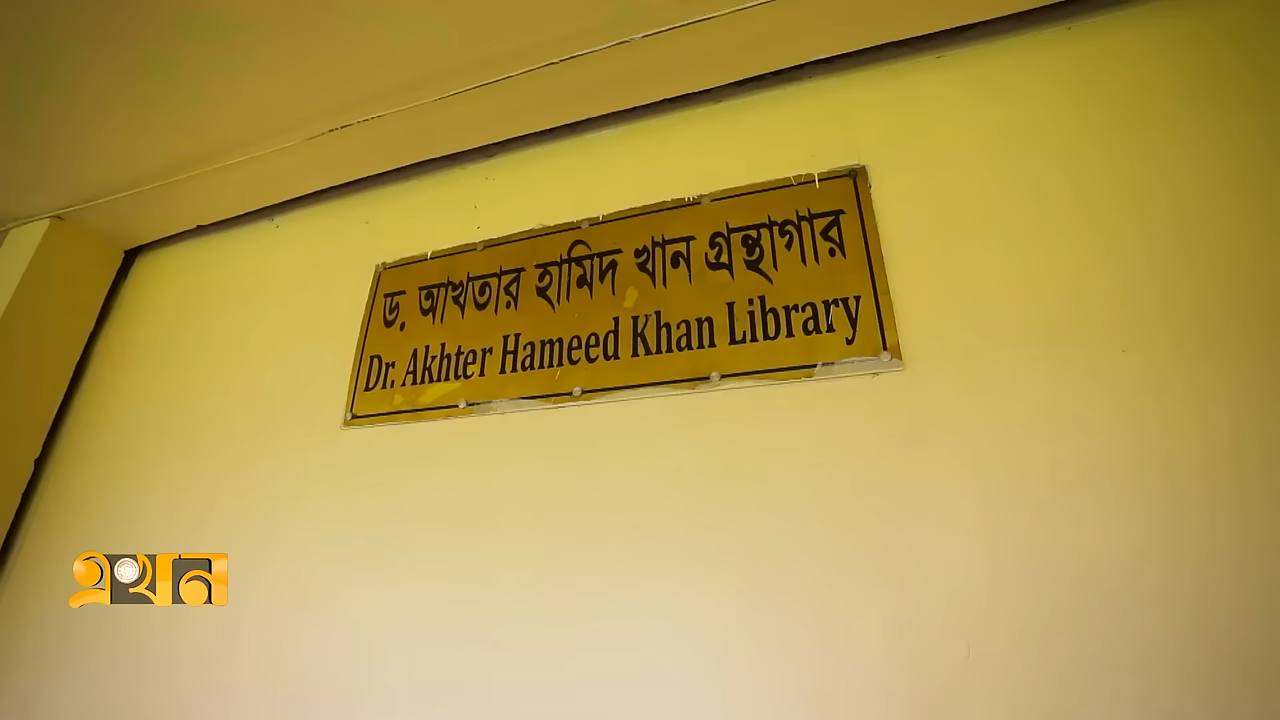 ড. আখতার হামিদ খান গ্রন্থাগার
Dr. Akhter Hameed Khan Library
এখন